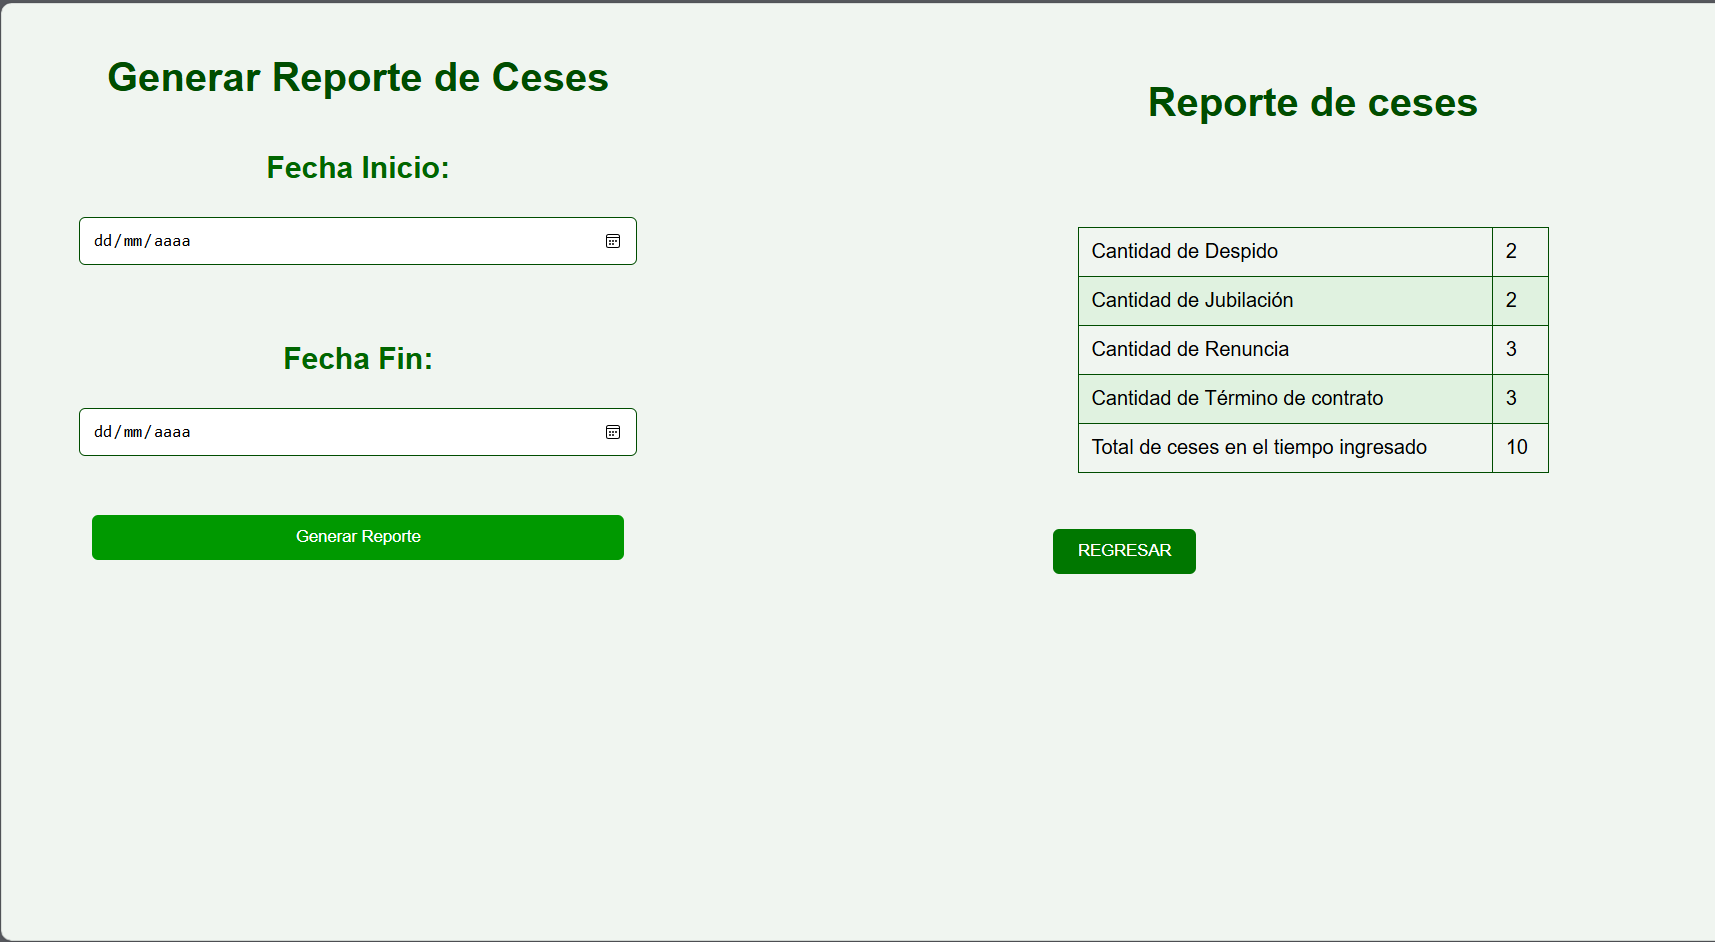 Generar Reporte de Ceses
Fecha Inicio:
dd/mm/aaaa
Fecha Fin:
dd/mm/aaaa
Generar Reporte
Reporte de ceses
Cantidad de Despido 2
Cantidad de Jubilación 2
Cantidad de Renuncia 3
Cantidad de Término de contrato 3
Total de ceses en el tiempo ingresado 10
REGRESAR